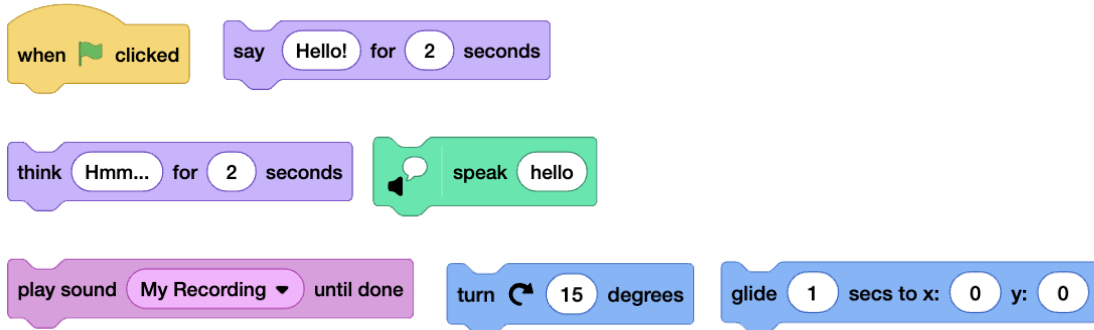 when clicked
say Hello! for 2 seconds
think Hmm... for 2 seconds
speak hello
play sound My Recording until done
turn 15 degrees
glide 1 secs to x: 0 y: 0